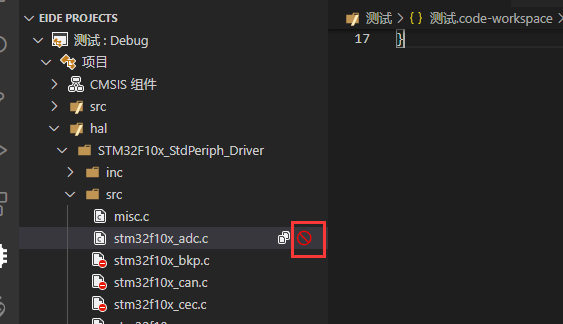 EIDE PROJECTS
测试 : Debug
项目
CMSIS 组件
src
hal
STM32F10x_StdPeriph_Driver
inc
src
misc.c
stm32f10x_adc.c
stm32f10x_bkp.c
stm32f10x_can.c
stm32f10x_cec.c
测试 > {} 测试.code-workspace
17 }